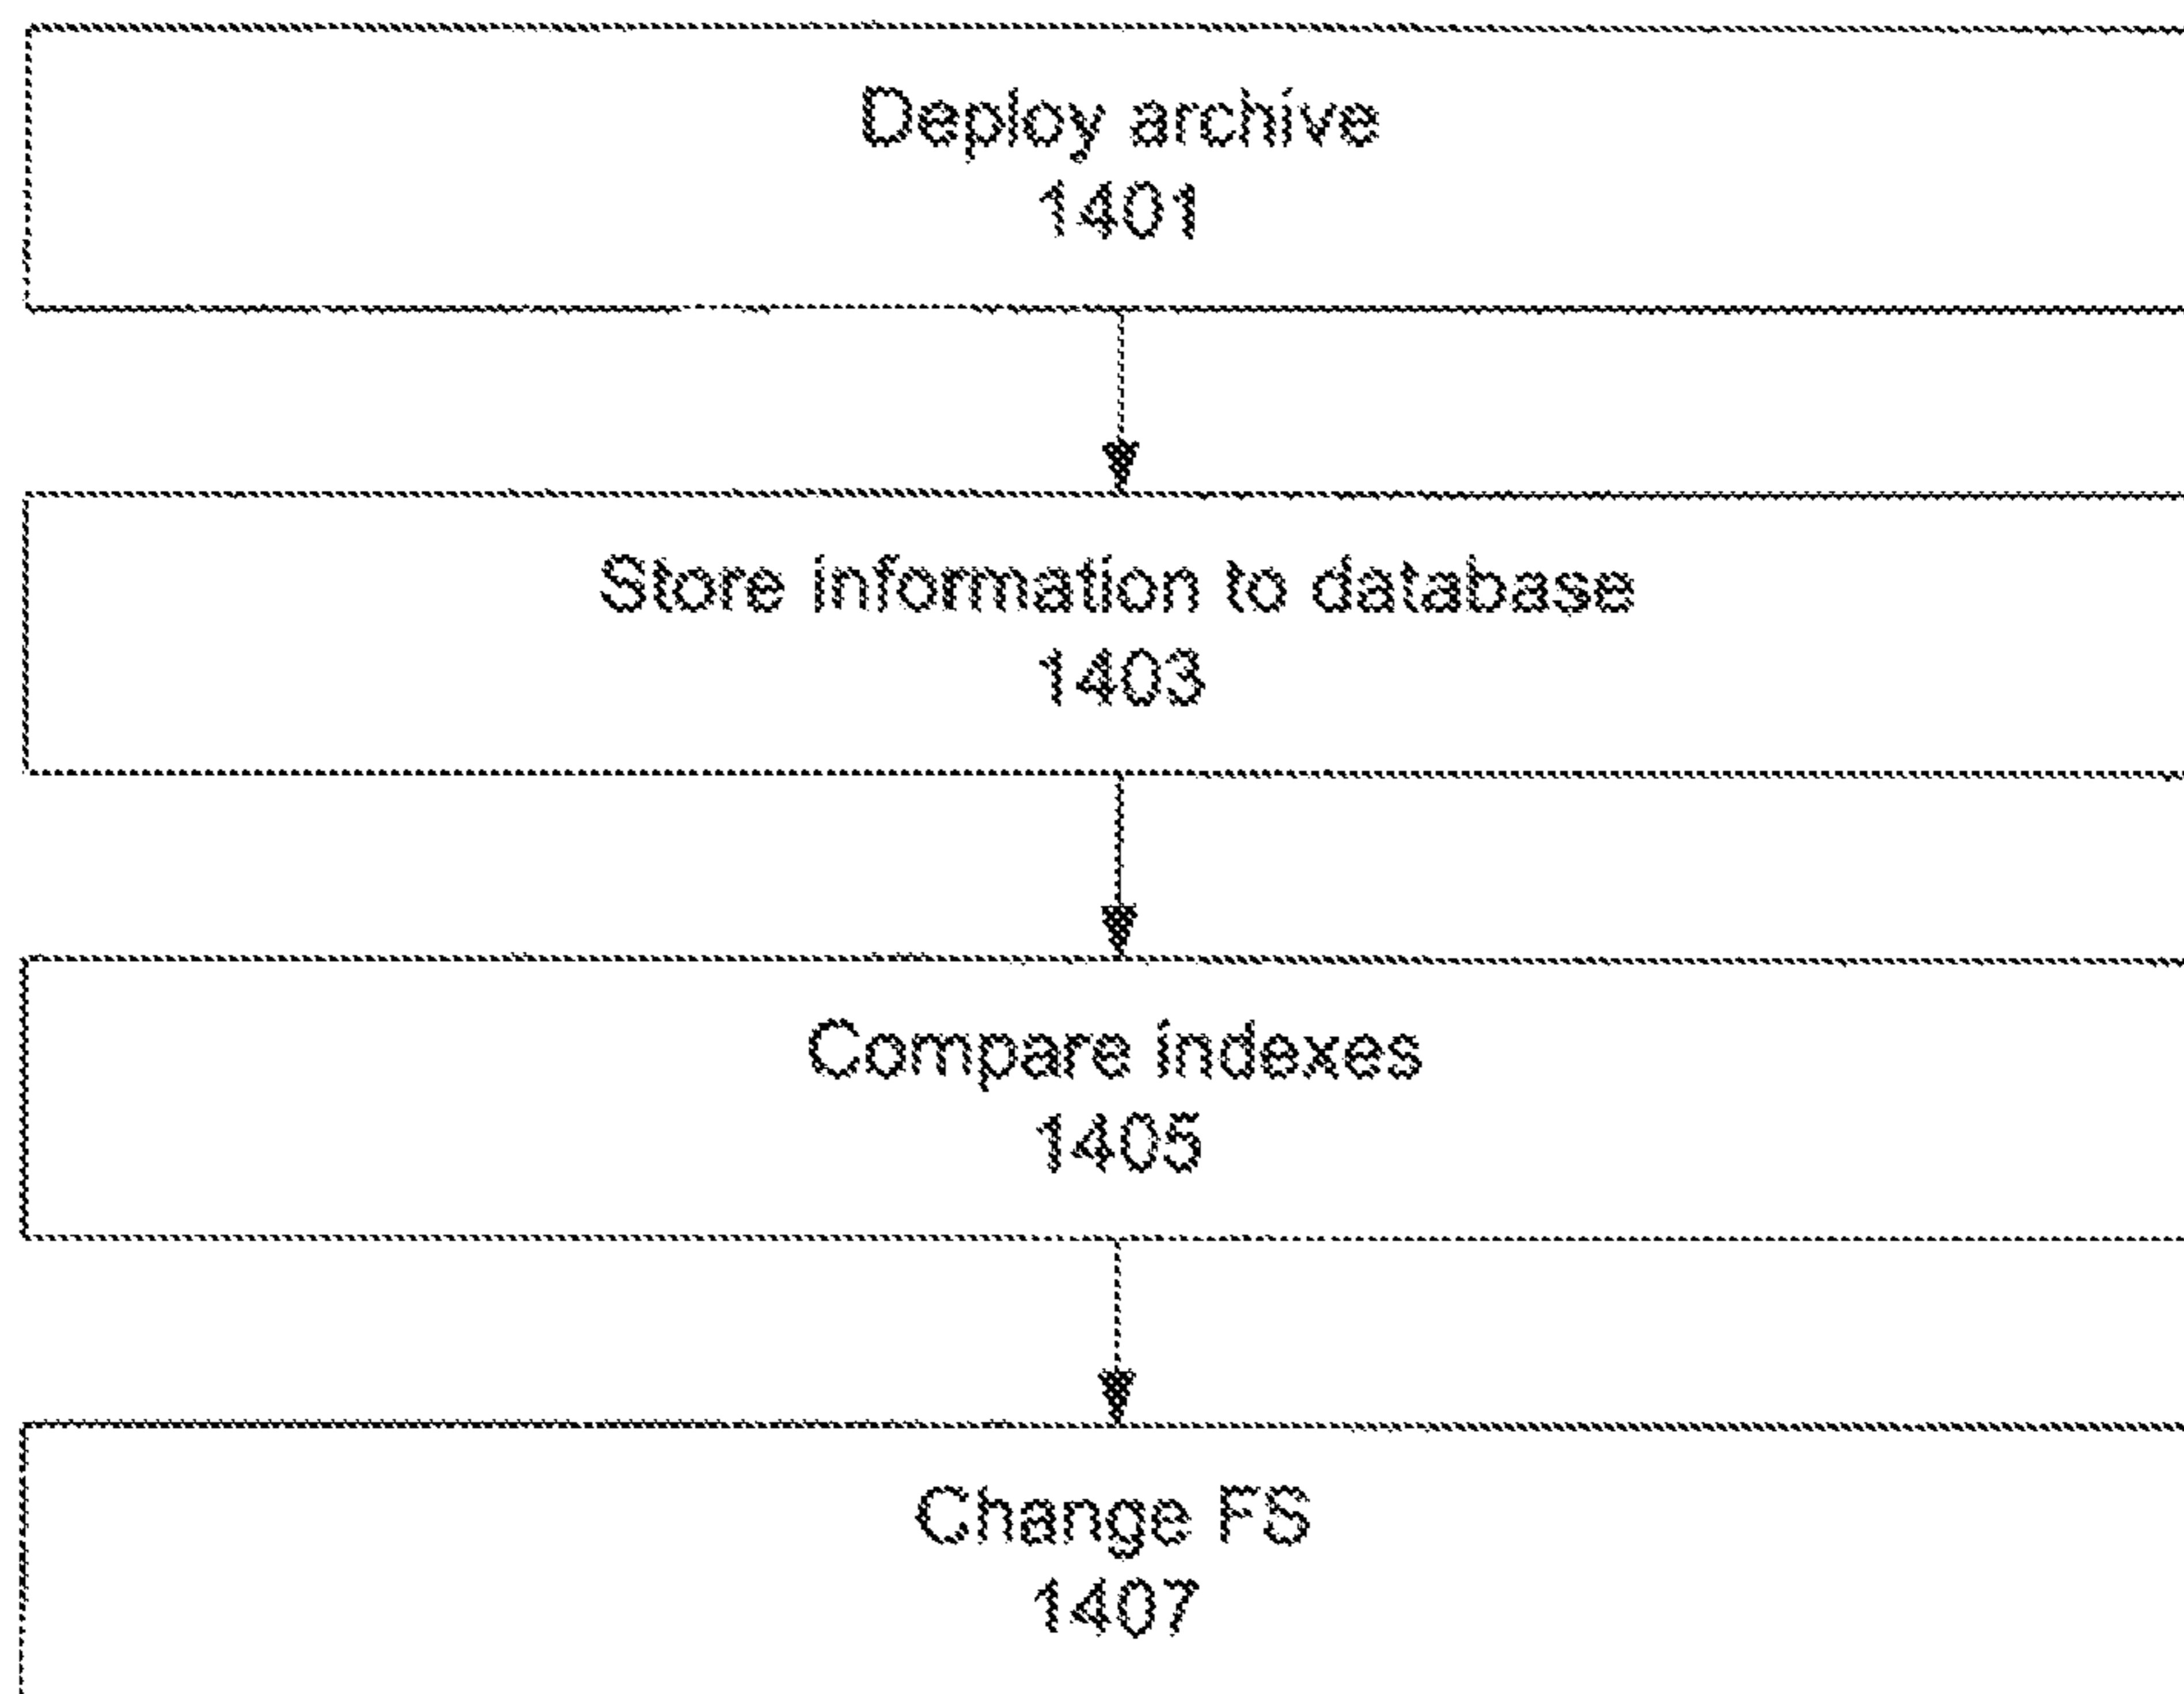 Deploy archive
1401
Store information to database
1403
Compare indexes
1405
Change FS
1407